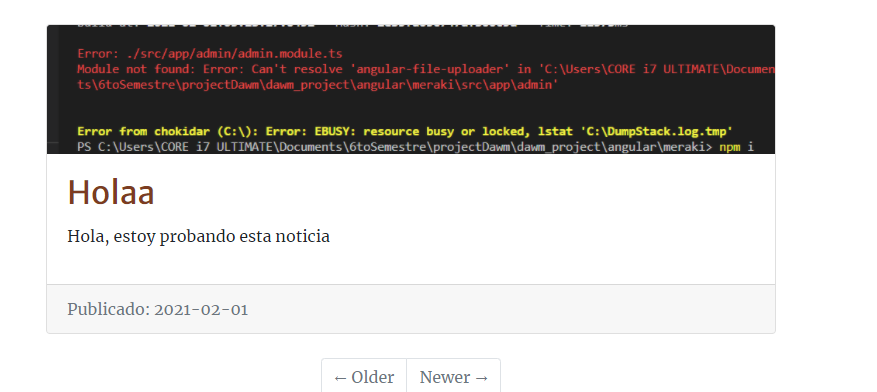 Error: ./src/app/admin/admin.module.ts
Module not found: Error: Can't resolve 'angular-file-uploader' in 'C:\Users\CORE i7 ULTIMATE\Documen
ts\6toSemestre\projectDawm\dawm_project\angular\meraki\src\app\admin'
Error from chokidar (C:\): Error: EBUSY: resource busy or locked, lstat 'C:\DumpStack.log.tmp'
PS C:\Users\CORE i7 ULTIMATE\Documents\6toSemestre\projectDawm\dawm_project\angular\meraki> npm i
Holaa
Hola, estoy probando esta noticia
Publicado: 2021-02-01
← Older Newer →